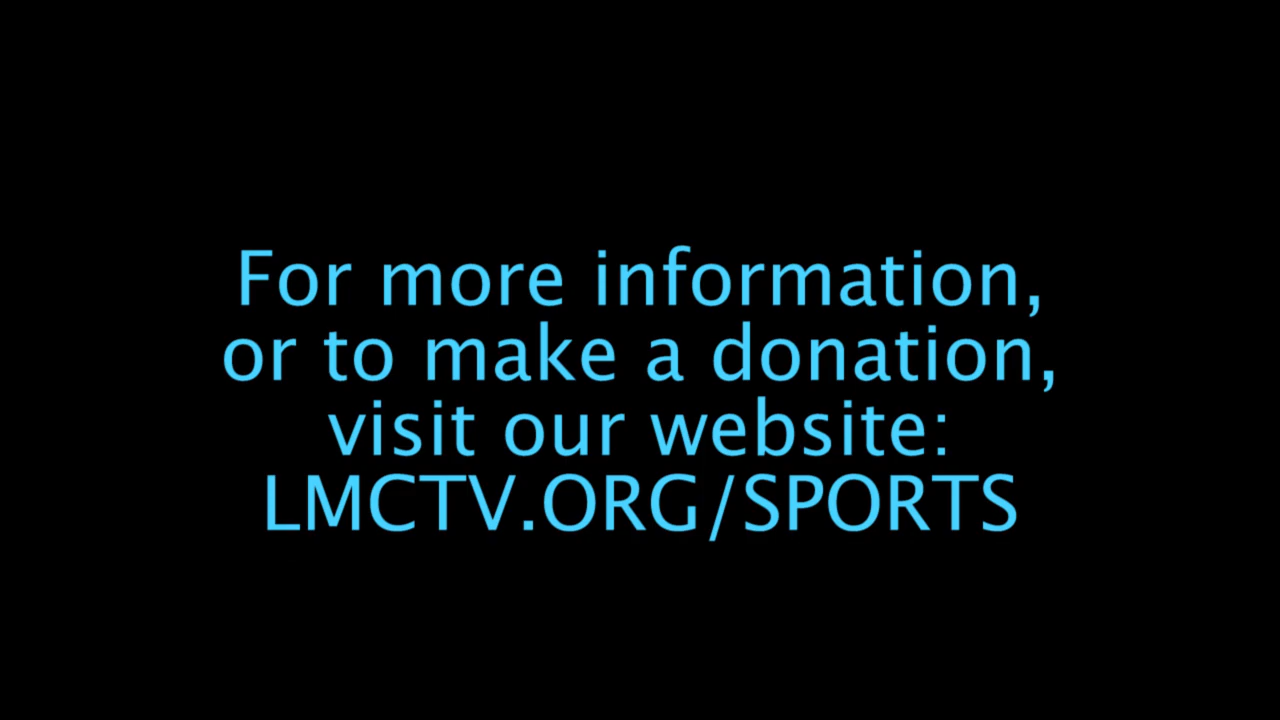 For more information,
or to make a donation,
visit our website:
LMCTV.ORG/SPORTS